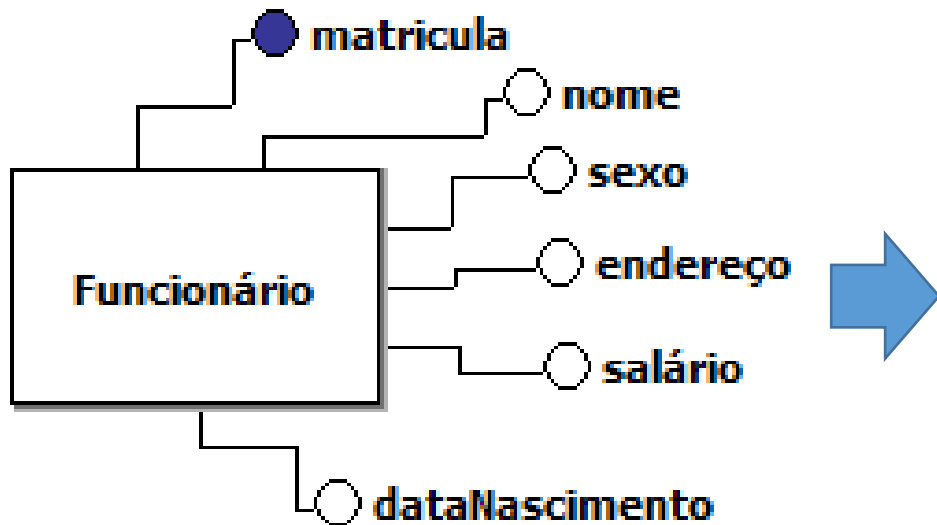 matricula
nome
sexo
endereço
Funcionário
salário
dataNascimento